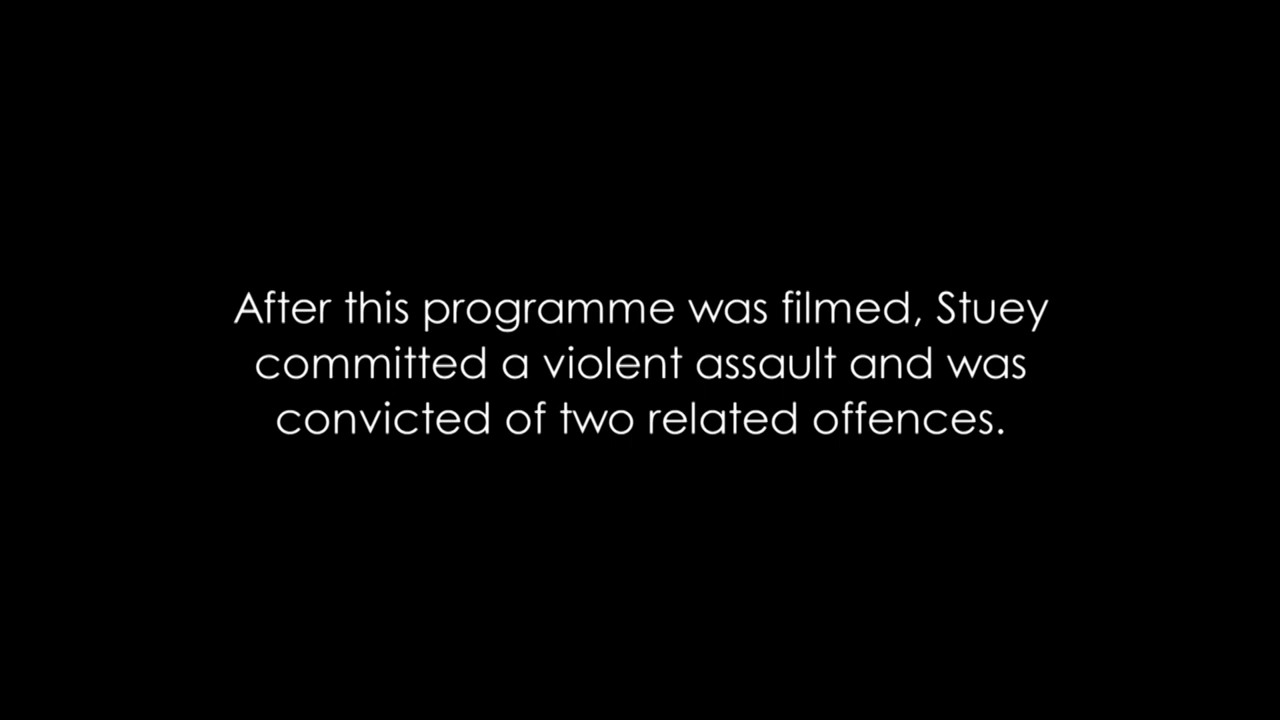 After this programme was filmed, Stuey
committed a violent assault and was
convicted of two related offences.